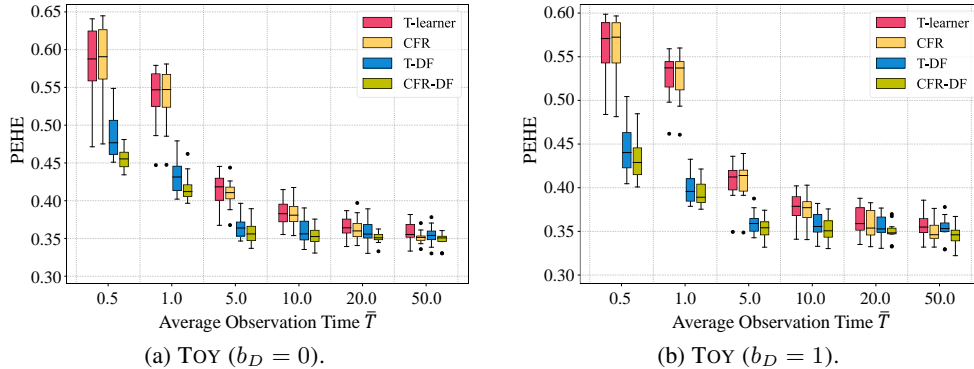 0.65
0.60
0.55
0.50
0.45
0.40
0.35
0.30
PEHE
T-learner
CFR
T-DF
CFR-DF
0.5 1.0 5.0 10.0 20.0 50.0
Average Observation Time T̄
(a) TOY (b_D = 0).
0.60
0.55
0.50
0.45
0.40
0.35
0.30
PEHE
T-learner
CFR
T-DF
CFR-DF
0.5 1.0 5.0 10.0 20.0 50.0
Average Observation Time T̄
(b) TOY (b_D = 1).